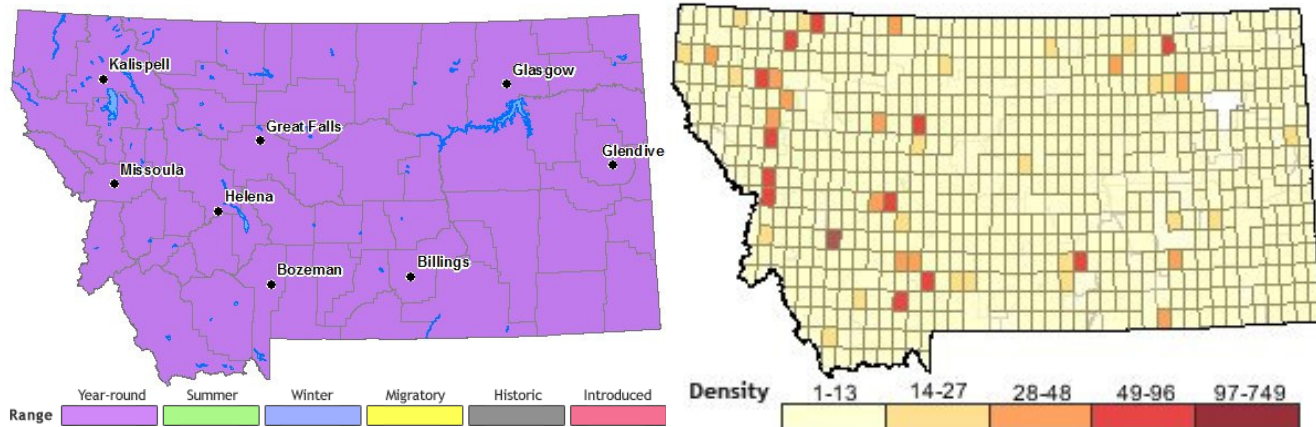 Kalispell
Glasgow
Great Falls
Glendive
Missoula
Helena
Bozeman
Billings
Year-round Summer Winter Migratory Historic Introduced
Range
Density 1-13 14-27 28-48 49-96 97-749